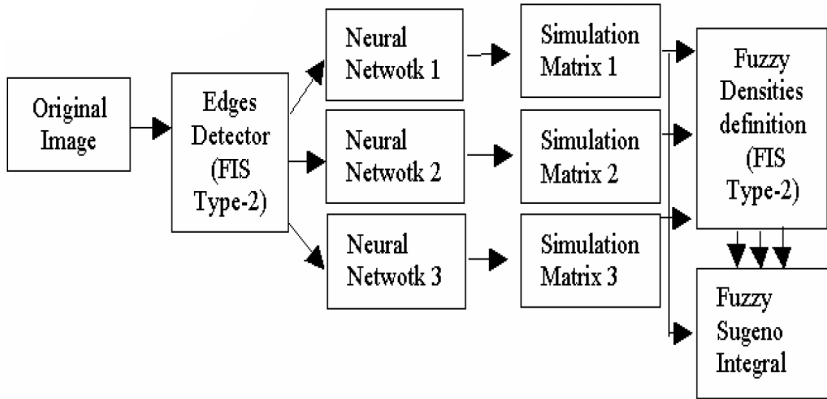 Original
Image
Edges
Detector
(FIS
Type-2)
Neural
Netwotk 1
Simulation
Matrix 1
Neural
Netwotk 2
Simulation
Matrix 2
Neural
Netwotk 3
Simulation
Matrix 3
Fuzzy
Densities
definition
(FIS
Type-2)
Fuzzy
Sugeno
Integral